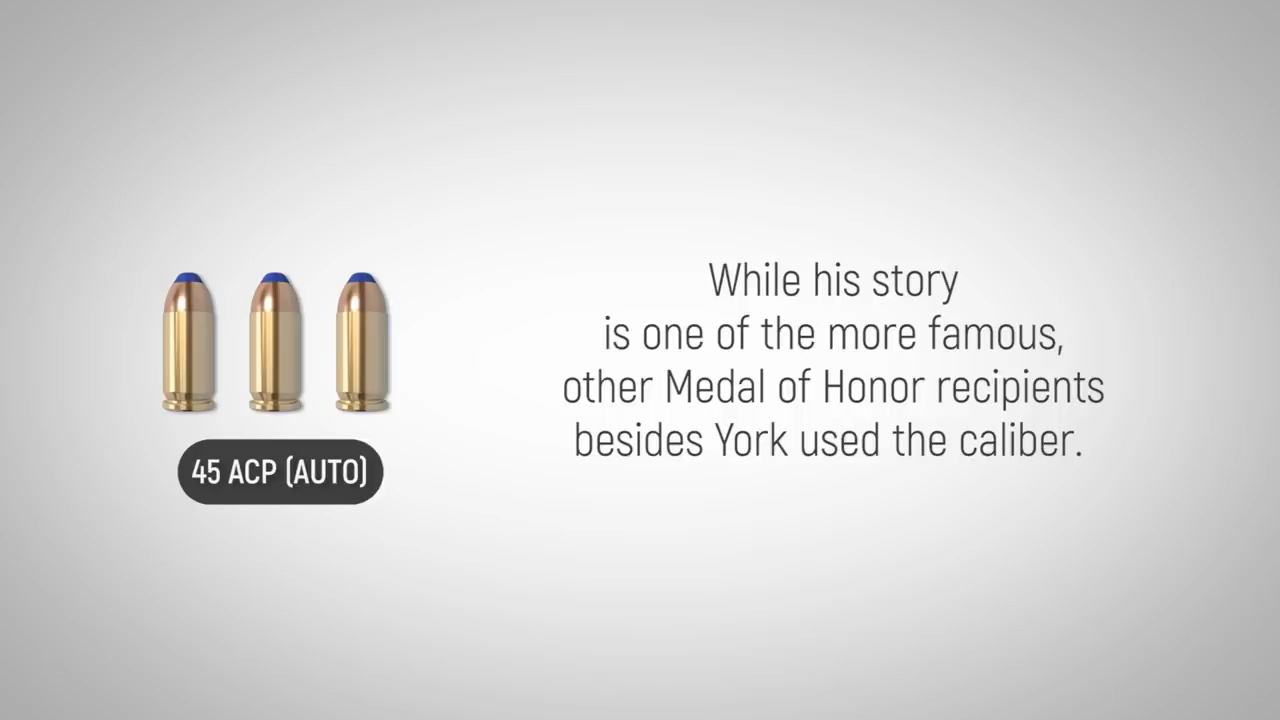 45 ACP (AUTO)
While his story
is one of the more famous,
other Medal of Honor recipients
besides York used the caliber.